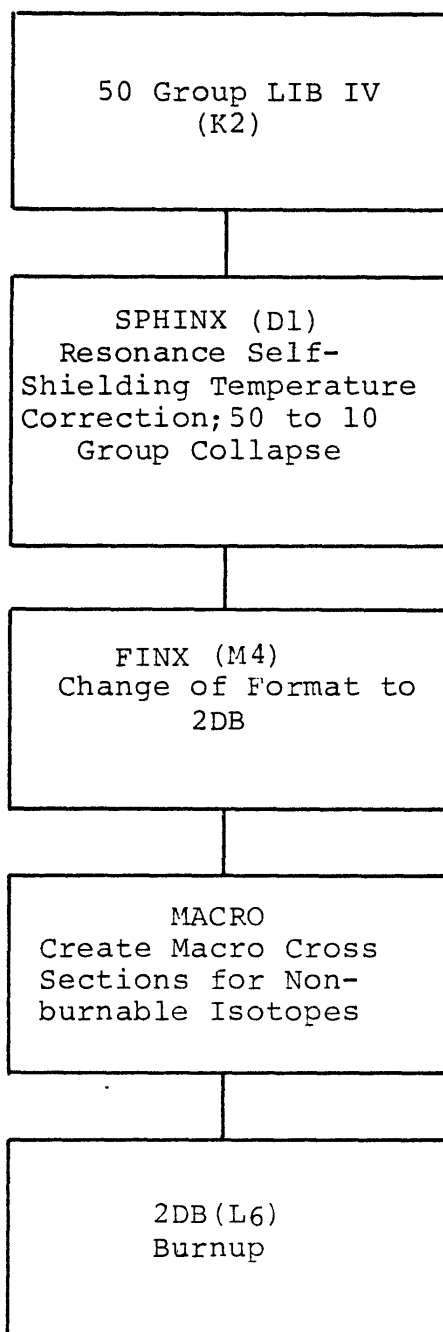 50 Group LIB IV
(K2)
SPHINX (D1)
Resonance Self-
Shielding Temperature
Correction; 50 to 10
Group Collapse
FINX (M4)
Change of Format to
2DB
MACRO
Create Macro Cross
Sections for Non-
burnable Isotopes
2DB(L6)
Burnup